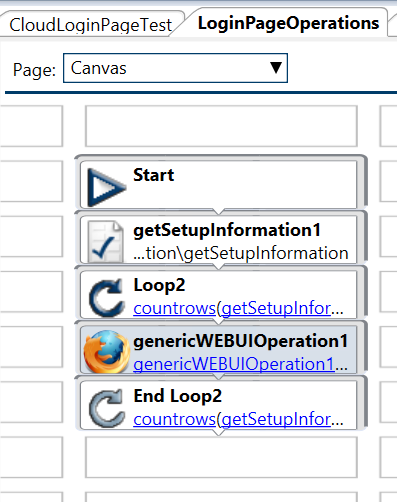 CloudLoginPageTest
LoginPageOperations
Page:
Canvas
Start
getSetupInformation1
...tion\getSetupInformation
Loop2
countrows(getSetupInfor...
genericWEBUIOperation1
genericWEBUIOperation1...
End Loop2
countrows(getSetupInfor...